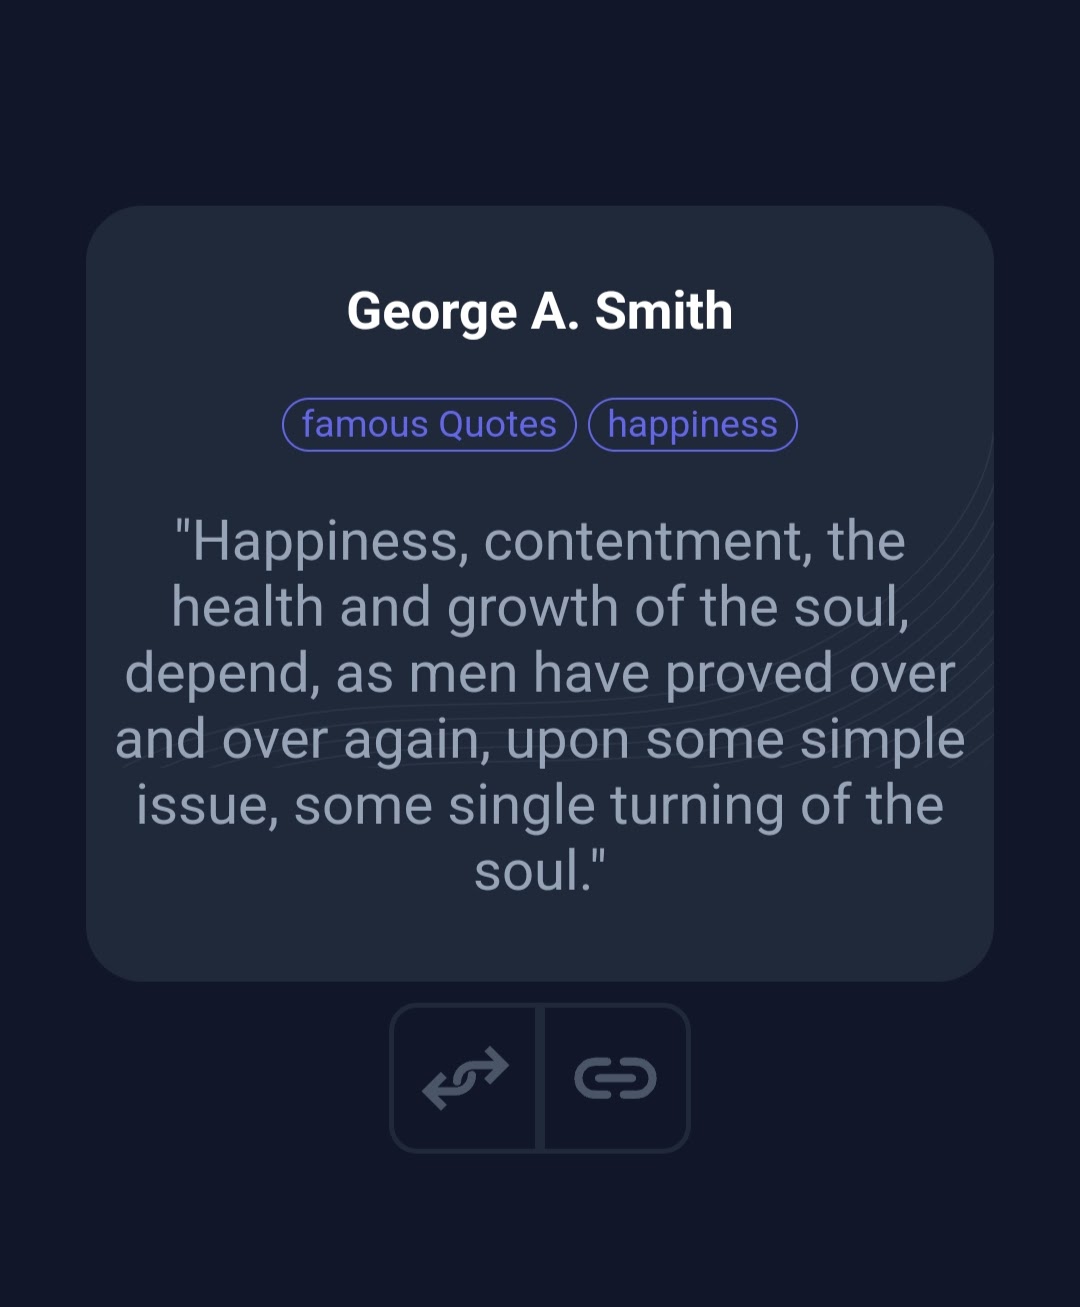 George A. Smith
famous Quotes happiness
"Happiness, contentment, the
health and growth of the soul,
depend, as men have proved over
and over again, upon some simple
issue, some single turning of the
soul."